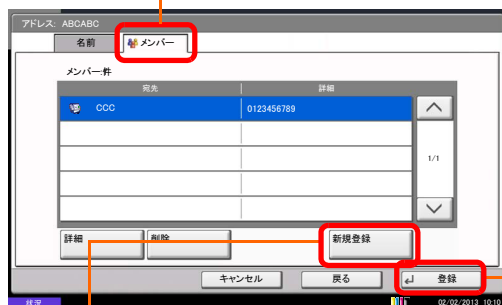 アドレス: ABCABC
名前 メンバー
メンバー:件
宛先 詳細
CCC 0123456789
1/1
詳細 削除 新規登録
キャンセル 戻る 登録
状況 02/02/2013 10:10